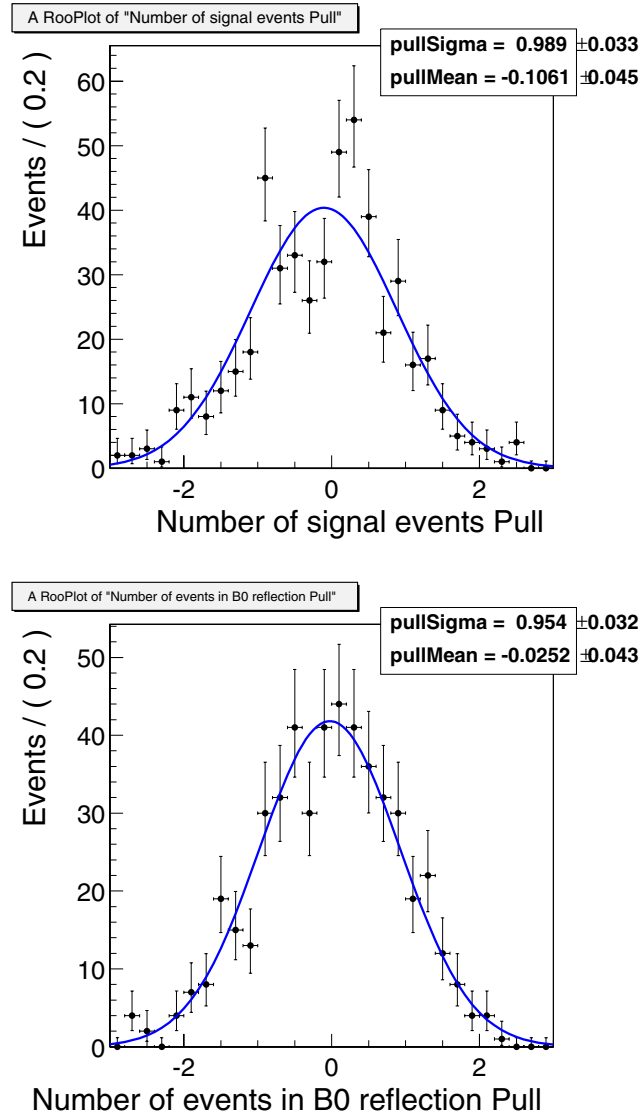 A RooPlot of "Number of signal events Pull"
pullSigma = 0.989 ±0.033
pullMean = -0.1061 ±0.045
Events / ( 0.2 )
60
50
40
30
20
10
0
-2 0 2
Number of signal events Pull
A RooPlot of "Number of events in B0 reflection Pull"
pullSigma = 0.954 ±0.032
pullMean = -0.0252 ±0.043
Events / ( 0.2 )
50
40
30
20
10
0
-2 0 2
Number of events in B0 reflection Pull